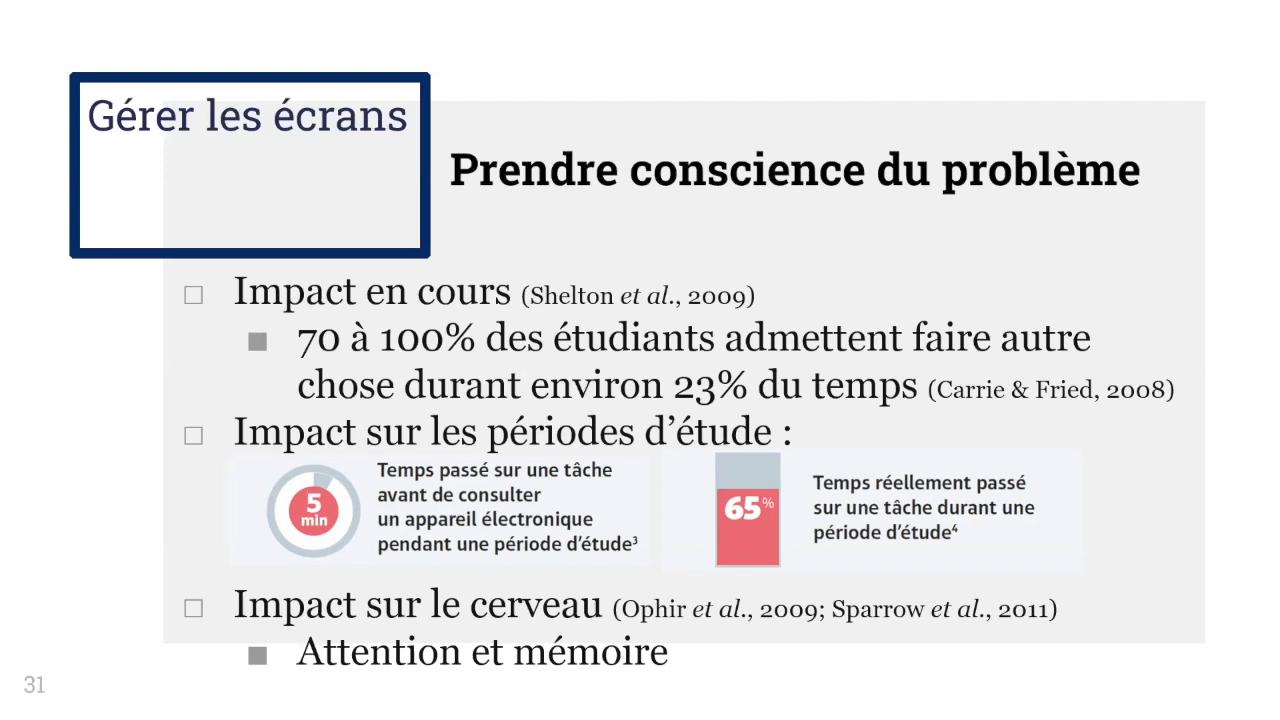 Gérer les écrans
Prendre conscience du problème
Impact en cours (Shelton et al., 2009)
70 à 100% des étudiants admettent faire autre
chose durant environ 23% du temps (Carrie & Fried, 2008)
Impact sur les périodes d’étude :
5
min
Temps passé sur une tâche
avant de consulter
un appareil électronique
pendant une période d’étude³
65%
Temps réellement passé
sur une tâche durant une
période d’étude⁴
Impact sur le cerveau (Ophir et al., 2009; Sparrow et al., 2011)
Attention et mémoire
31